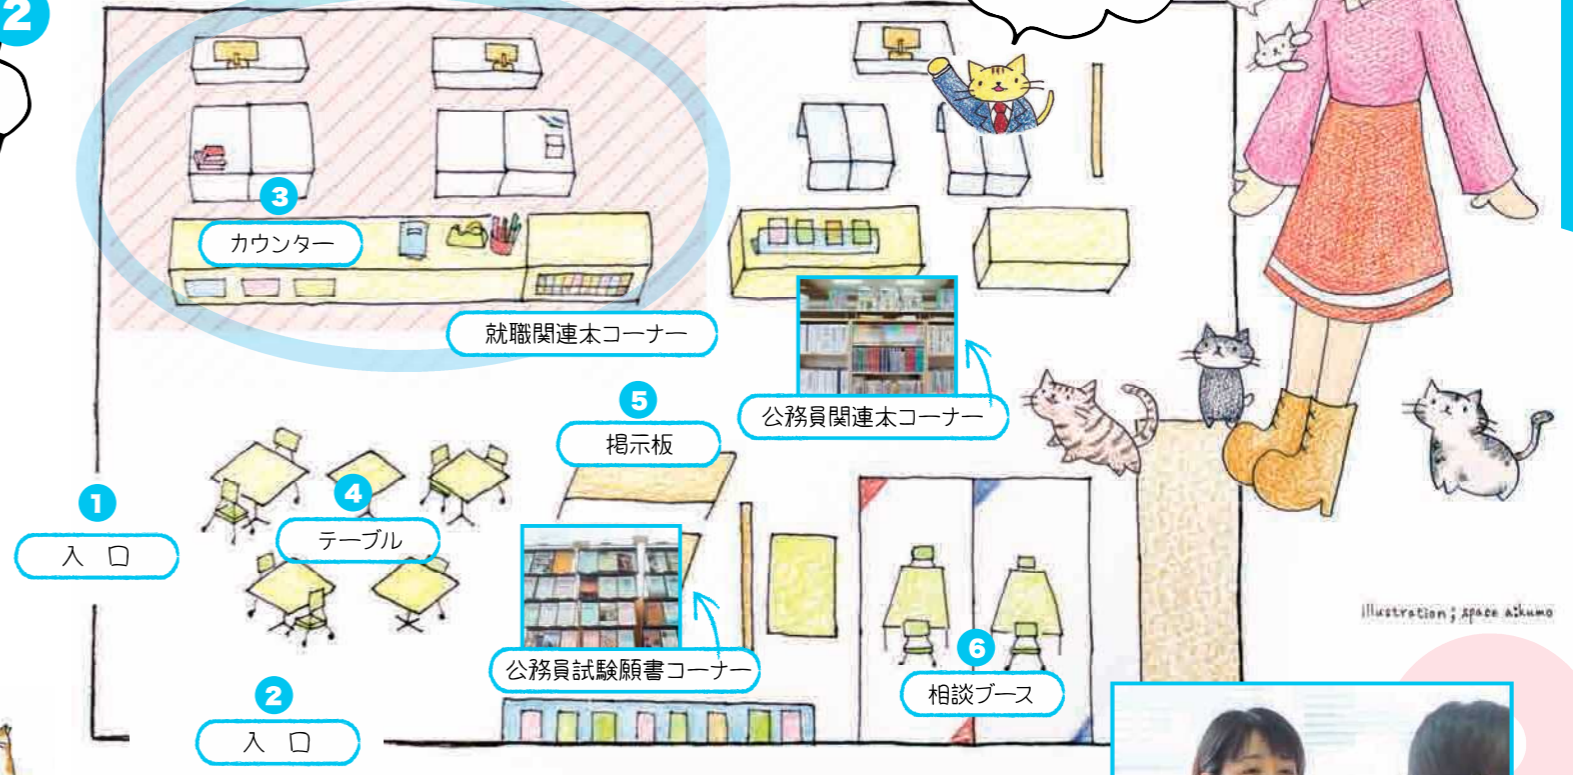 2
3
カウンター
就職関連太コーナー
公務員関連太コーナー
5
掲示板
1
入 口
4
テーブル
公務員試験願書コーナー
6
相談ブース
2
入 口
illustration ; space aikumo